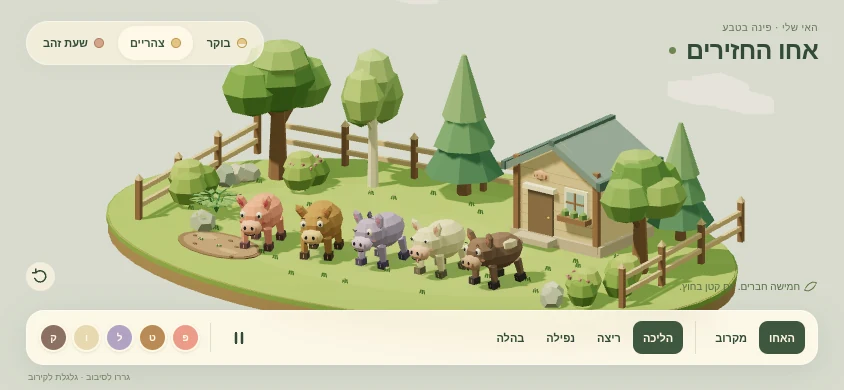 האי שלי · פינה בטבע
אחו החזירים
בוקר
צהריים
שעת זהב
חמישה חברים. יום קטן בחוץ.
האחו
מקרוב
הליכה
ריצה
נפילה
בהלה
פ
ט
ל
ו
ק
גררו לסיבוב · גלגלת לקירוב